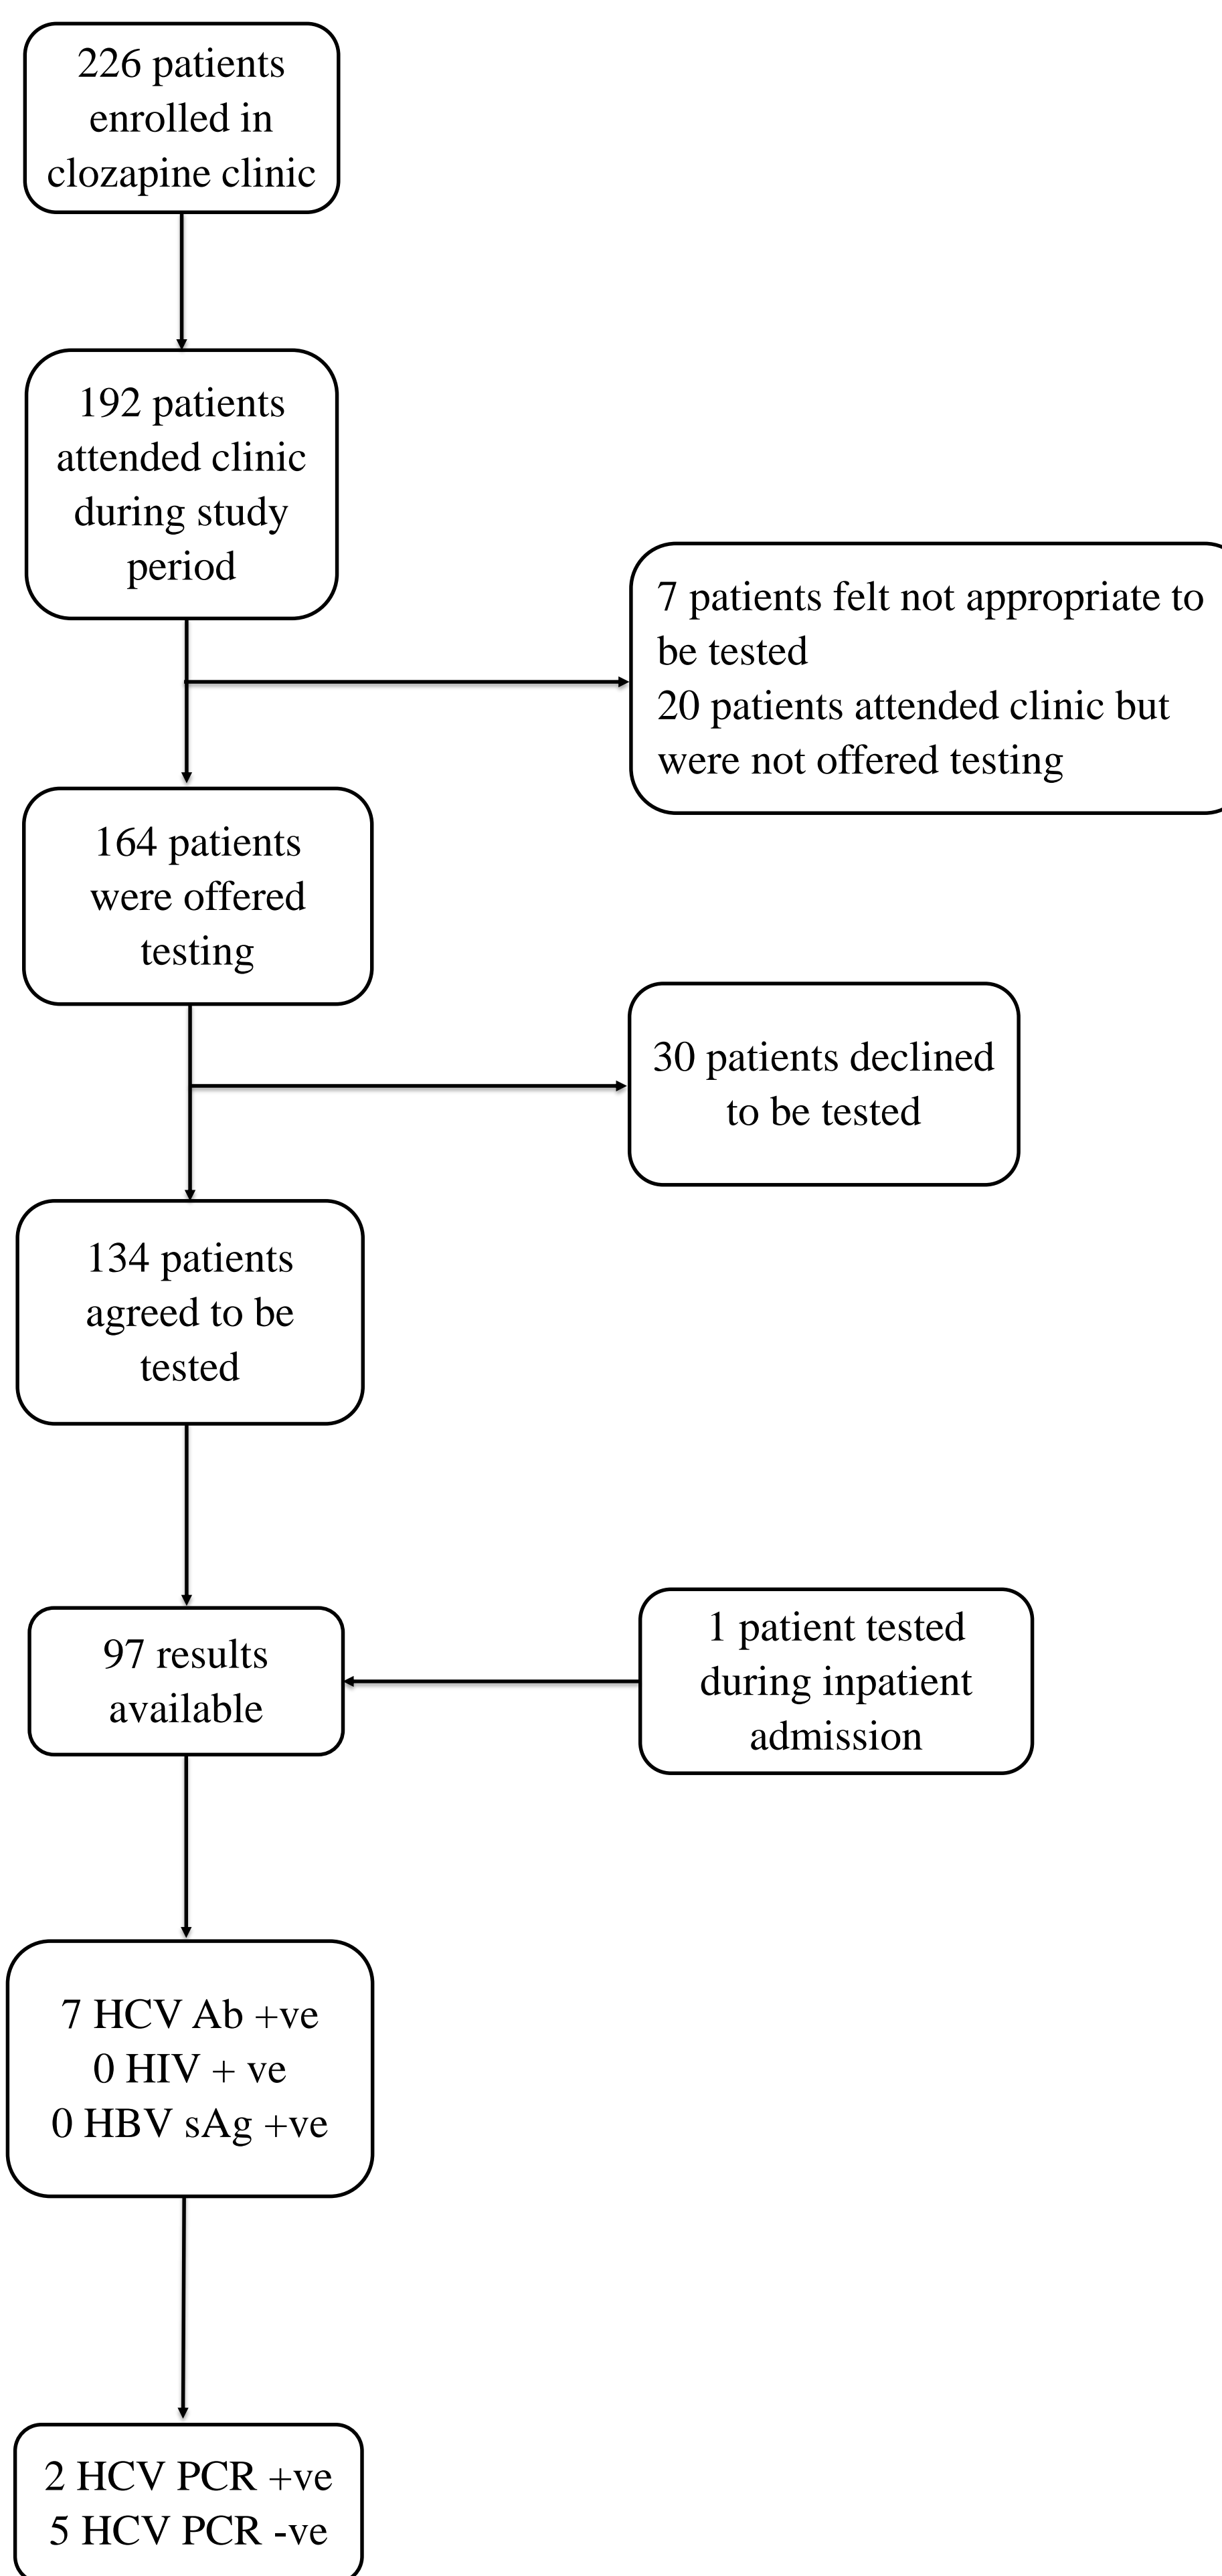 226 patients
enrolled in
clozapine clinic
192 patients
attended clinic
during study
period
7 patients felt not appropriate to
be tested
20 patients attended clinic but
were not offered testing
164 patients
were offered
testing
30 patients declined
to be tested
134 patients
agreed to be
tested
97 results
available
1 patient tested
during inpatient
admission
7 HCV Ab +ve
0 HIV + ve
0 HBV sAg +ve
2 HCV PCR +ve
5 HCV PCR -ve